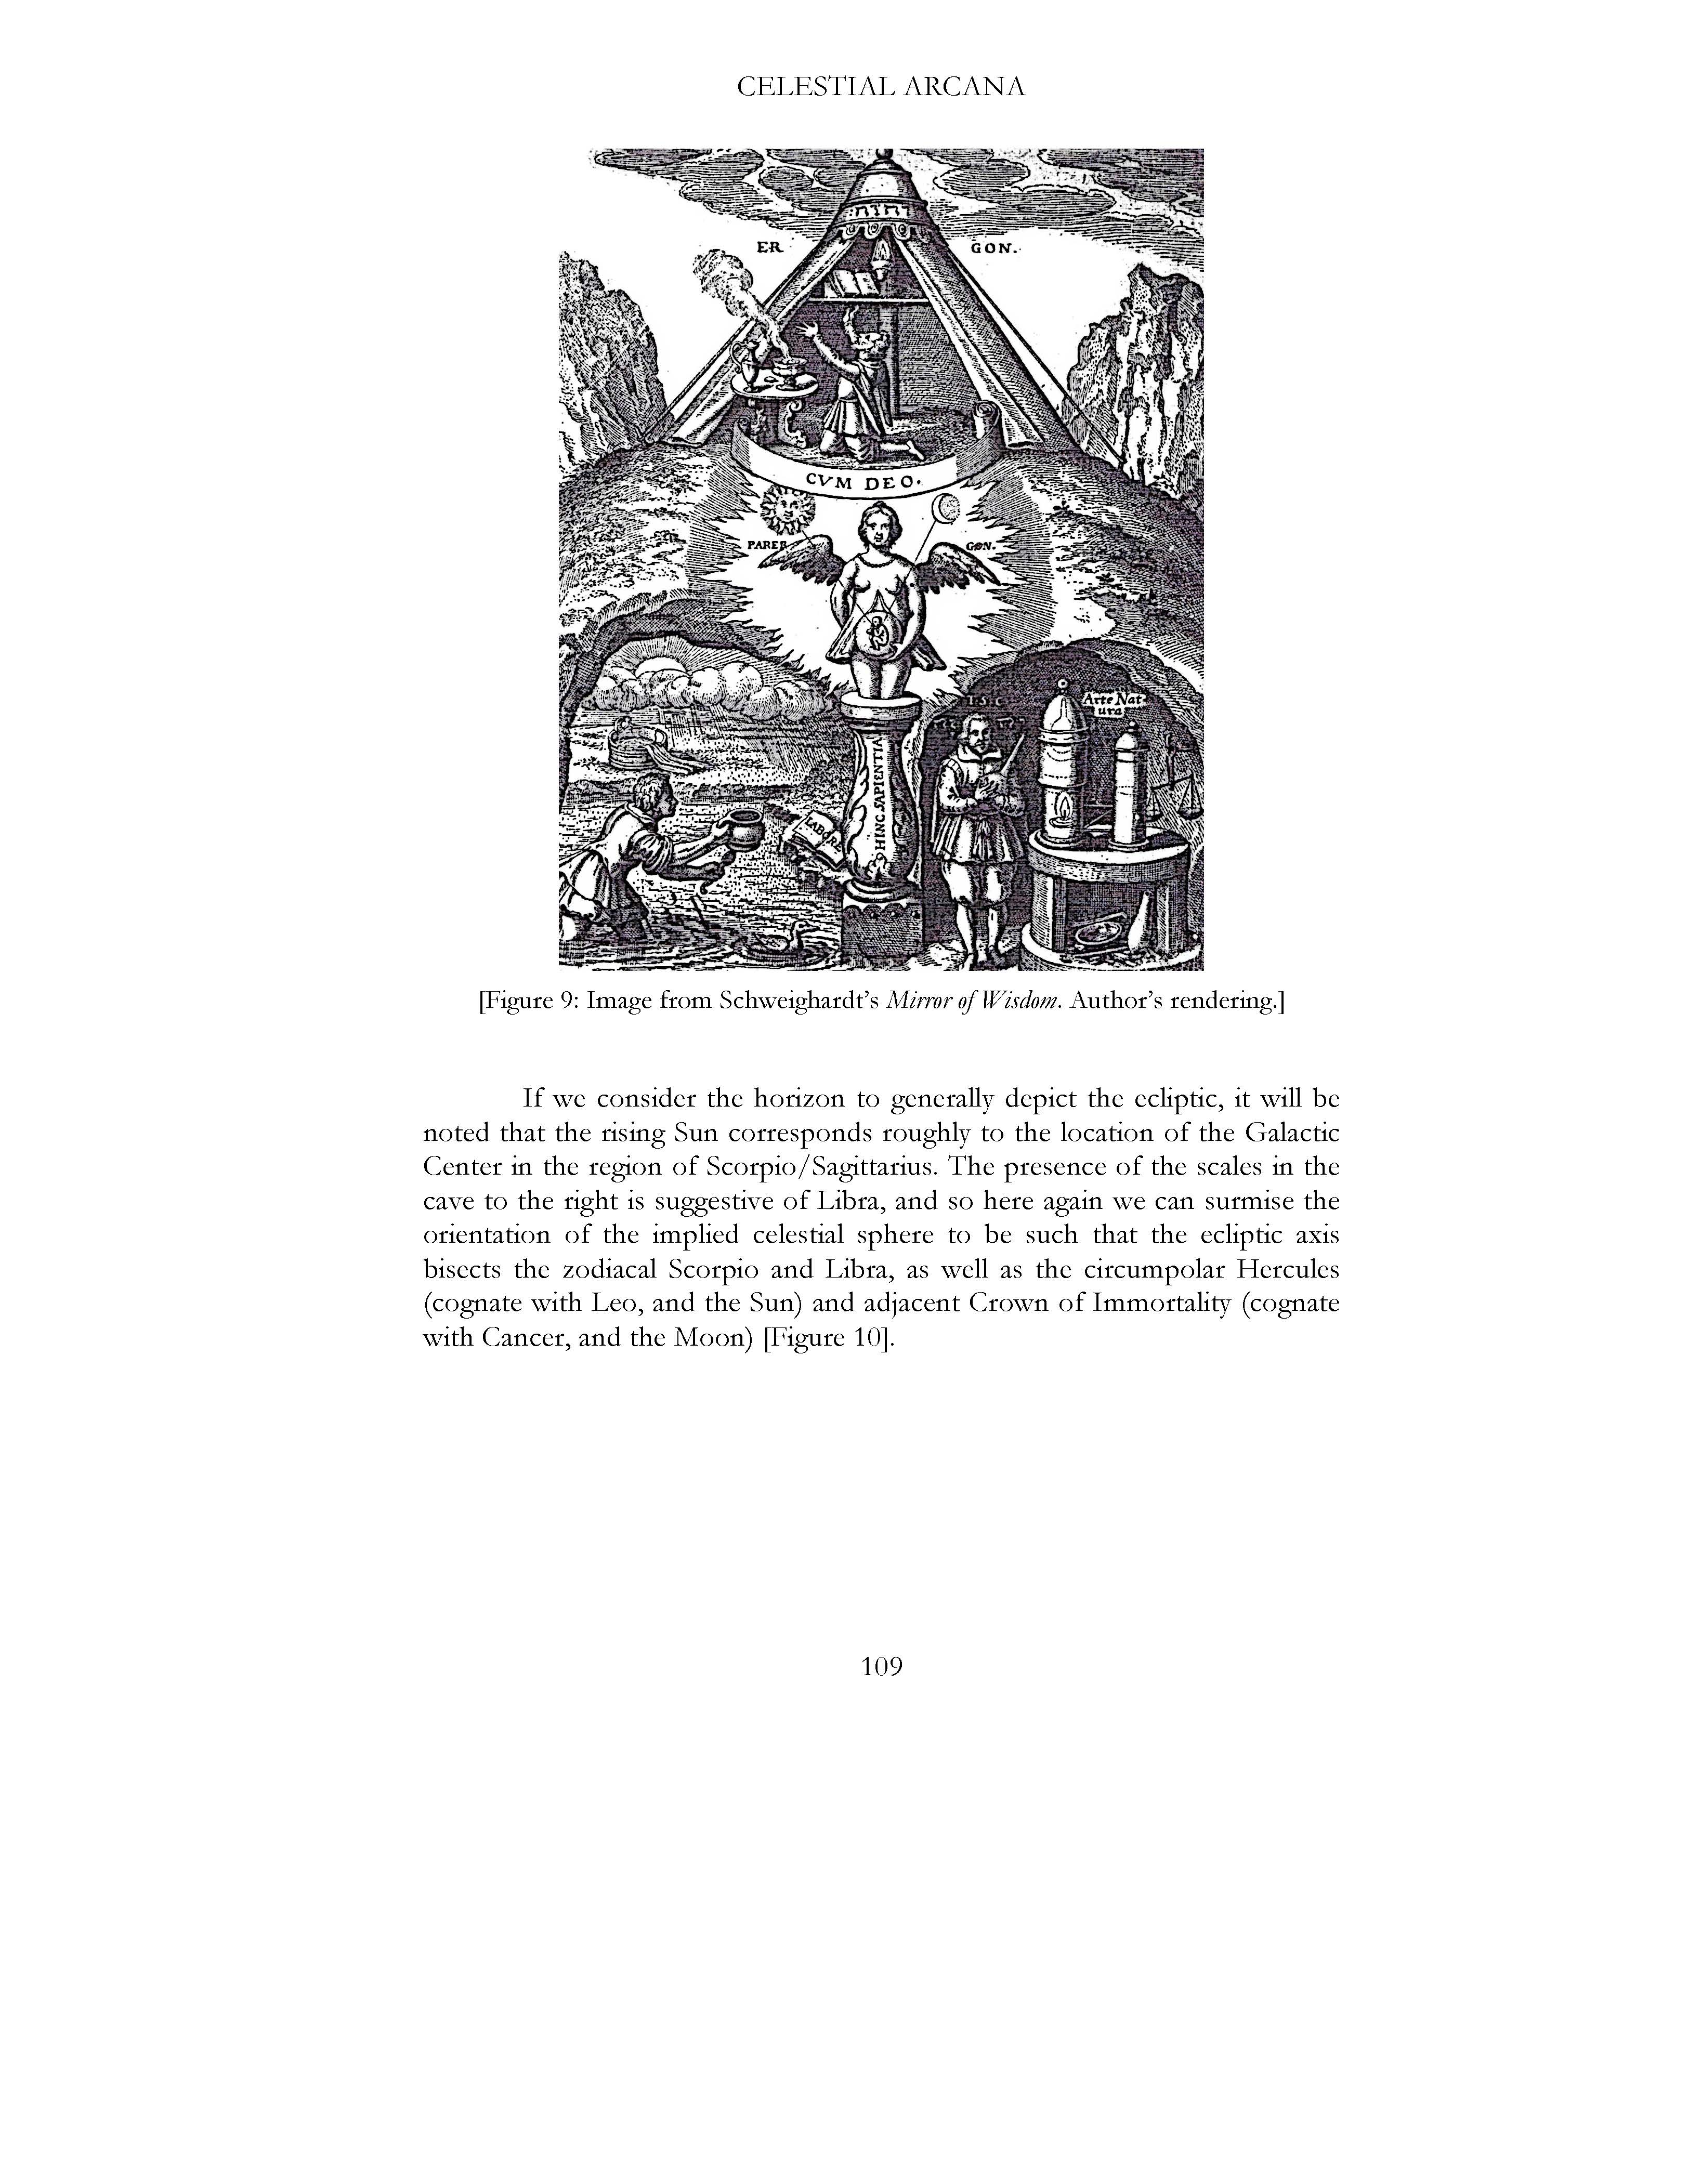 CELESTIAL ARCANA
יהוה
ER GON.
CVM DEO.
PARER GON.
Arte Nat
ura
HINC SAPIENTIA
LABORE
[Figure 9: Image from Schweighardt’s Mirror of Wisdom. Author’s rendering.]
If we consider the horizon to generally depict the ecliptic, it will be
noted that the rising Sun corresponds roughly to the location of the Galactic
Center in the region of Scorpio/Sagittarius. The presence of the scales in the
cave to the right is suggestive of Libra, and so here again we can surmise the
orientation of the implied celestial sphere to be such that the ecliptic axis
bisects the zodiacal Scorpio and Libra, as well as the circumpolar Hercules
(cognate with Leo, and the Sun) and adjacent Crown of Immortality (cognate
with Cancer, and the Moon) [Figure 10].
109